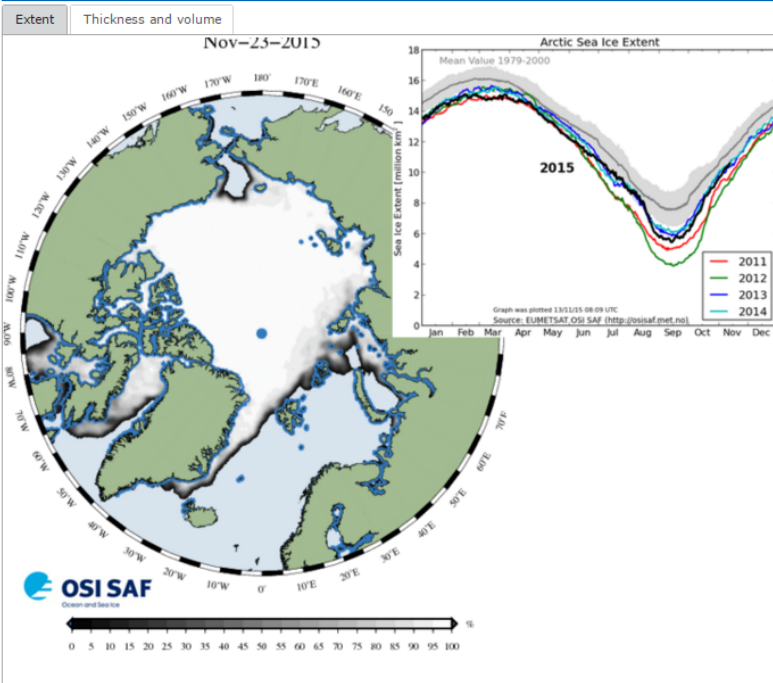 Extent
Thickness and volume
Nov-23-2015
180°
170°E
160°E
150
170°W
160°W
150°W
140°W
130°W
120°W
110°W
100°W
90°W
80°W
70°W
60°W
50°W
40°W
30°W
20°W
10°W
0°
10°E
20°E
30°E
40°E
50°E
60°E
70°E
Arctic Sea Ice Extent
Mean Value 1979-2000
Sea Ice Extent [million km²]
18
16
14
12
10
8
6
4
2
0
2015
2011
2012
2013
2014
Graph was plotted 13/11/15 08:09 UTC
Source: EUMETSAT OSI SAF (http://osisaf.met.no)
Jan Feb Mar Apr May Jun Jul Aug Sep Oct Nov Dec
OSI SAF
Ocean and Sea Ice
0 5 10 15 20 25 30 35 40 45 50 55 60 65 70 75 80 85 90 95 100 %